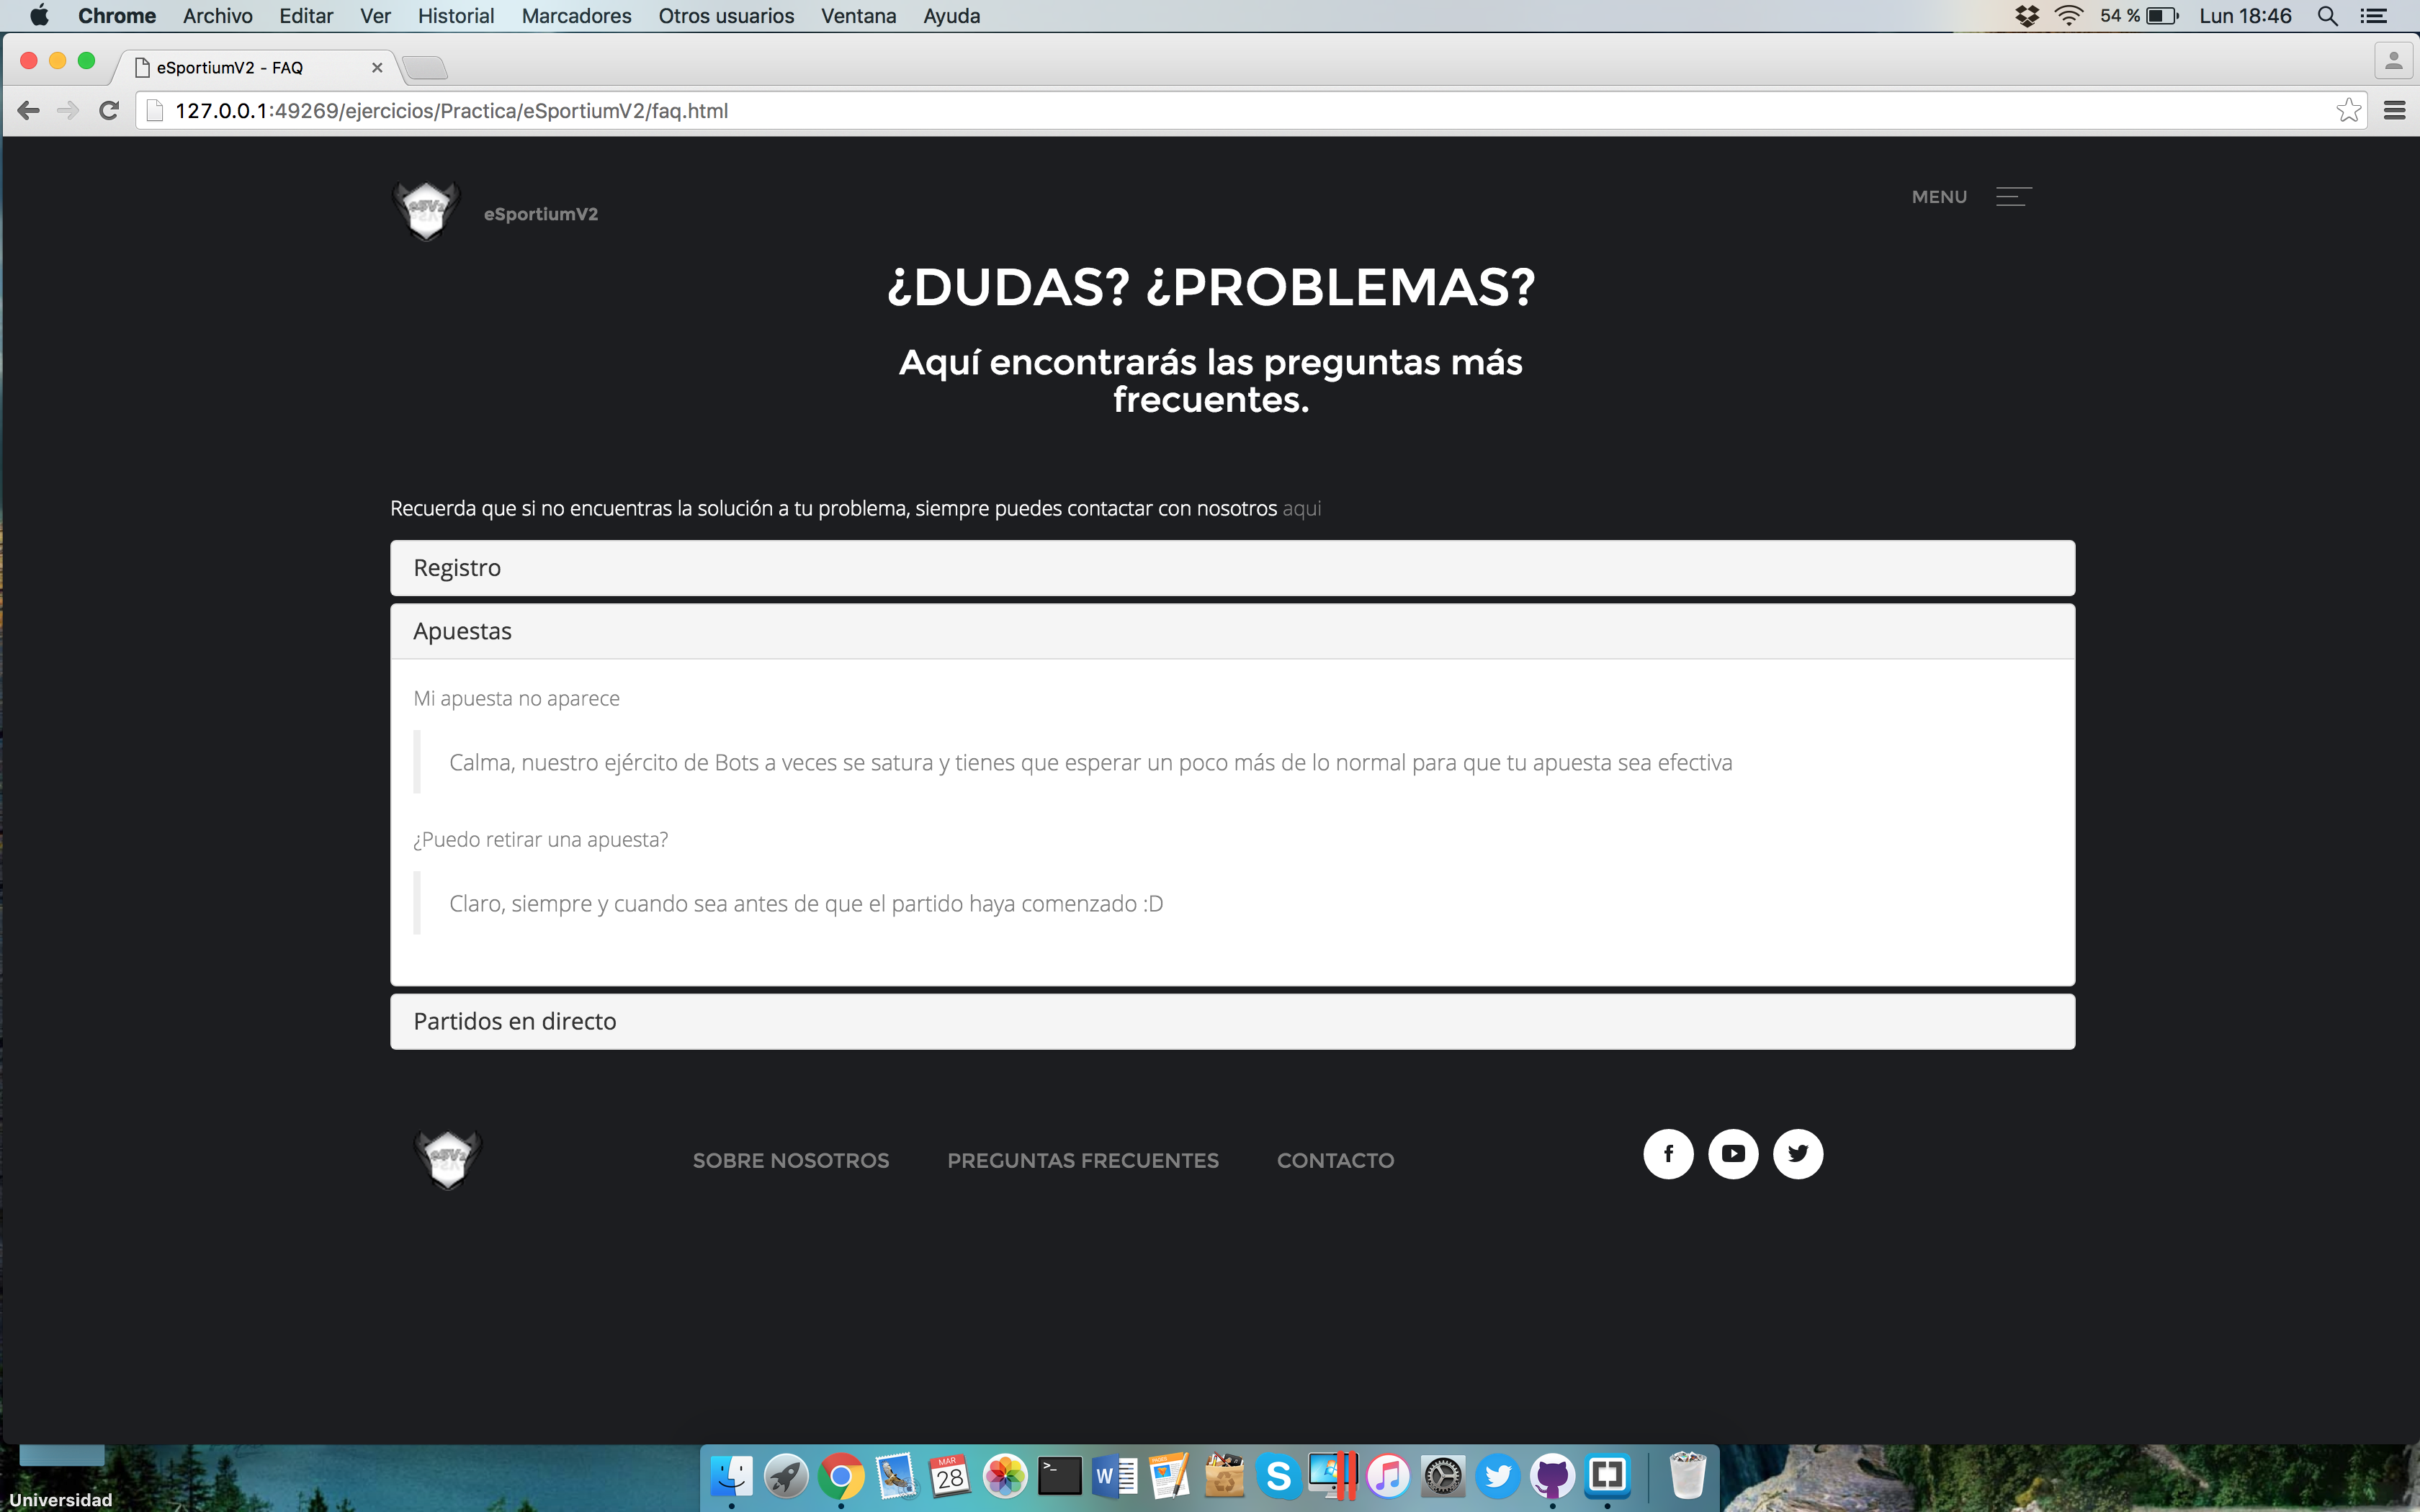 Chrome Archivo Editar Ver Historial Marcadores Otros usuarios Ventana Ayuda 54 % Lun 18:46
eSportiumV2 - FAQ
127.0.0.1:49269/ejercicios/Practica/eSportiumV2/faq.html
eSV2
eSportiumV2
MENU
¿DUDAS? ¿PROBLEMAS?
Aquí encontrarás las preguntas más
frecuentes.
Recuerda que si no encuentras la solución a tu problema, siempre puedes contactar con nosotros aqui
Registro
Apuestas
Mi apuesta no aparece
Calma, nuestro ejército de Bots a veces se satura y tienes que esperar un poco más de lo normal para que tu apuesta sea efectiva
¿Puedo retirar una apuesta?
Claro, siempre y cuando sea antes de que el partido haya comenzado :D
Partidos en directo
eSV2
SOBRE NOSOTROS PREGUNTAS FRECUENTES CONTACTO
MAR
28
Universidad